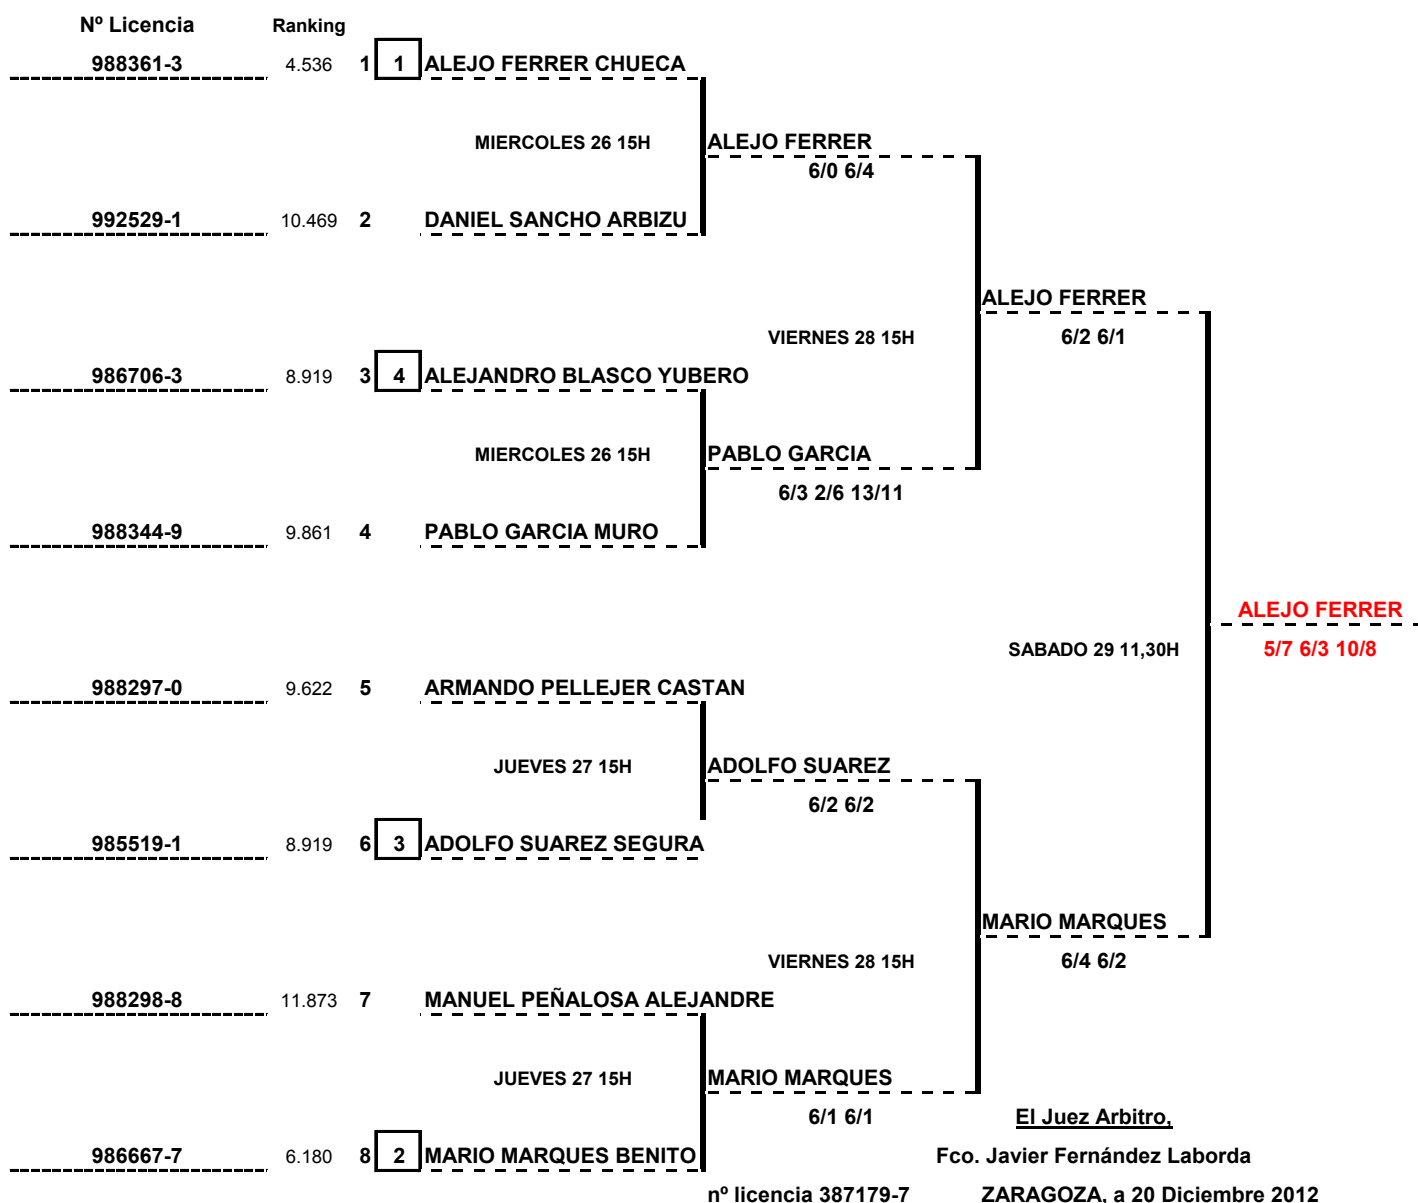 Nº Licencia Ranking
988361-3 4.536 1 1 ALEJO FERRER CHUECA
MIERCOLES 26 15H ALEJO FERRER
6/0 6/4
992529-1 10.469 2 DANIEL SANCHO ARBIZU
ALEJO FERRER
VIERNES 28 15H 6/2 6/1
986706-3 8.919 3 4 ALEJANDRO BLASCO YUBERO
MIERCOLES 26 15H PABLO GARCIA
6/3 2/6 13/11
988344-9 9.861 4 PABLO GARCIA MURO
ALEJO FERRER
SABADO 29 11,30H 5/7 6/3 10/8
988297-0 9.622 5 ARMANDO PELLEJER CASTAN
JUEVES 27 15H ADOLFO SUAREZ
6/2 6/2
985519-1 8.919 6 3 ADOLFO SUAREZ SEGURA
MARIO MARQUES
VIERNES 28 15H 6/4 6/2
988298-8 11.873 7 MANUEL PEÑALOSA ALEJANDRE
JUEVES 27 15H MARIO MARQUES
6/1 6/1 El Juez Arbitro,
986667-7 6.180 8 2 MARIO MARQUES BENITO Fco. Javier Fernández Laborda
nº licencia 387179-7 ZARAGOZA, a 20 Diciembre 2012